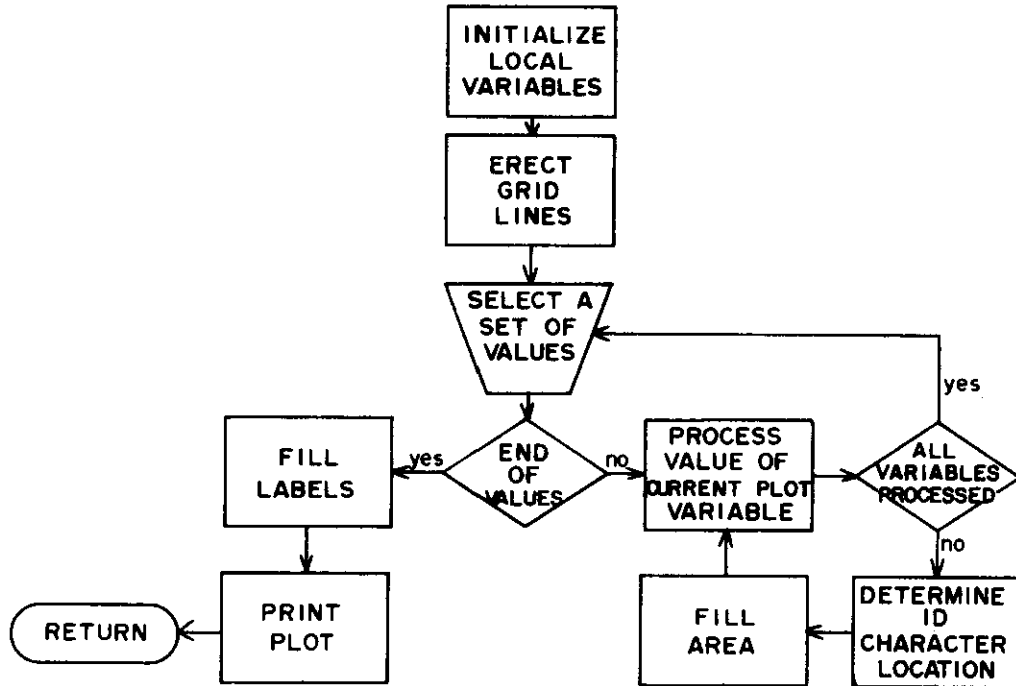 INITIALIZE
LOCAL
VARIABLES
ERECT
GRID
LINES
SELECT A
SET OF
VALUES
END
OF
VALUES
yes
no
FILL
LABELS
PRINT
PLOT
RETURN
PROCESS
VALUE OF
CURRENT PLOT
VARIABLE
ALL
VARIABLES
PROCESSED
yes
no
DETERMINE
ID
CHARACTER
LOCATION
FILL
AREA